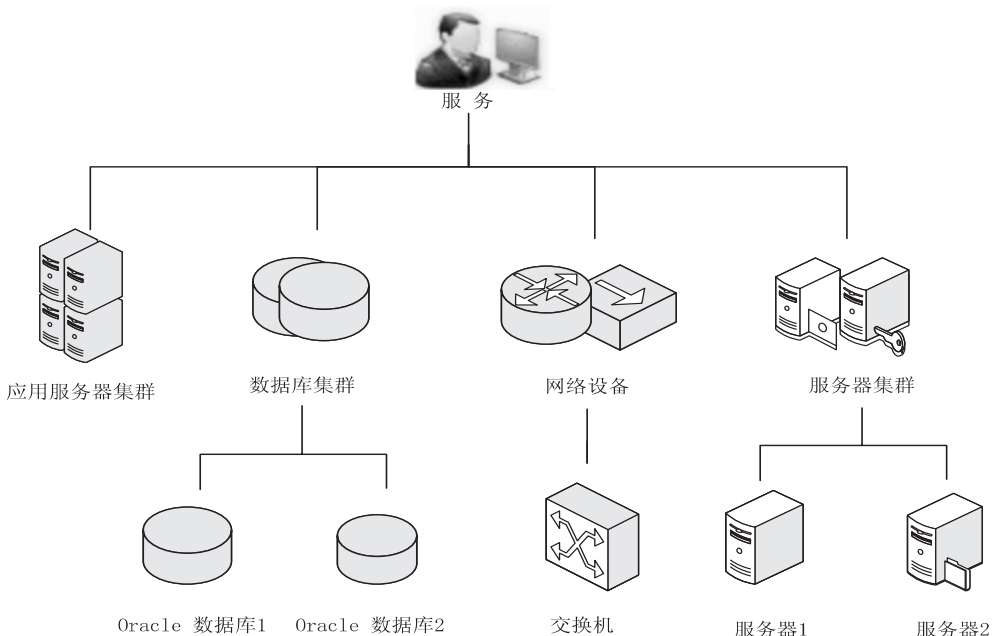 服 务
应用服务器集群
数据库集群
网络设备
服务器集群
Oracle 数据库1
Oracle 数据库2
交换机
服务器1
服务器2